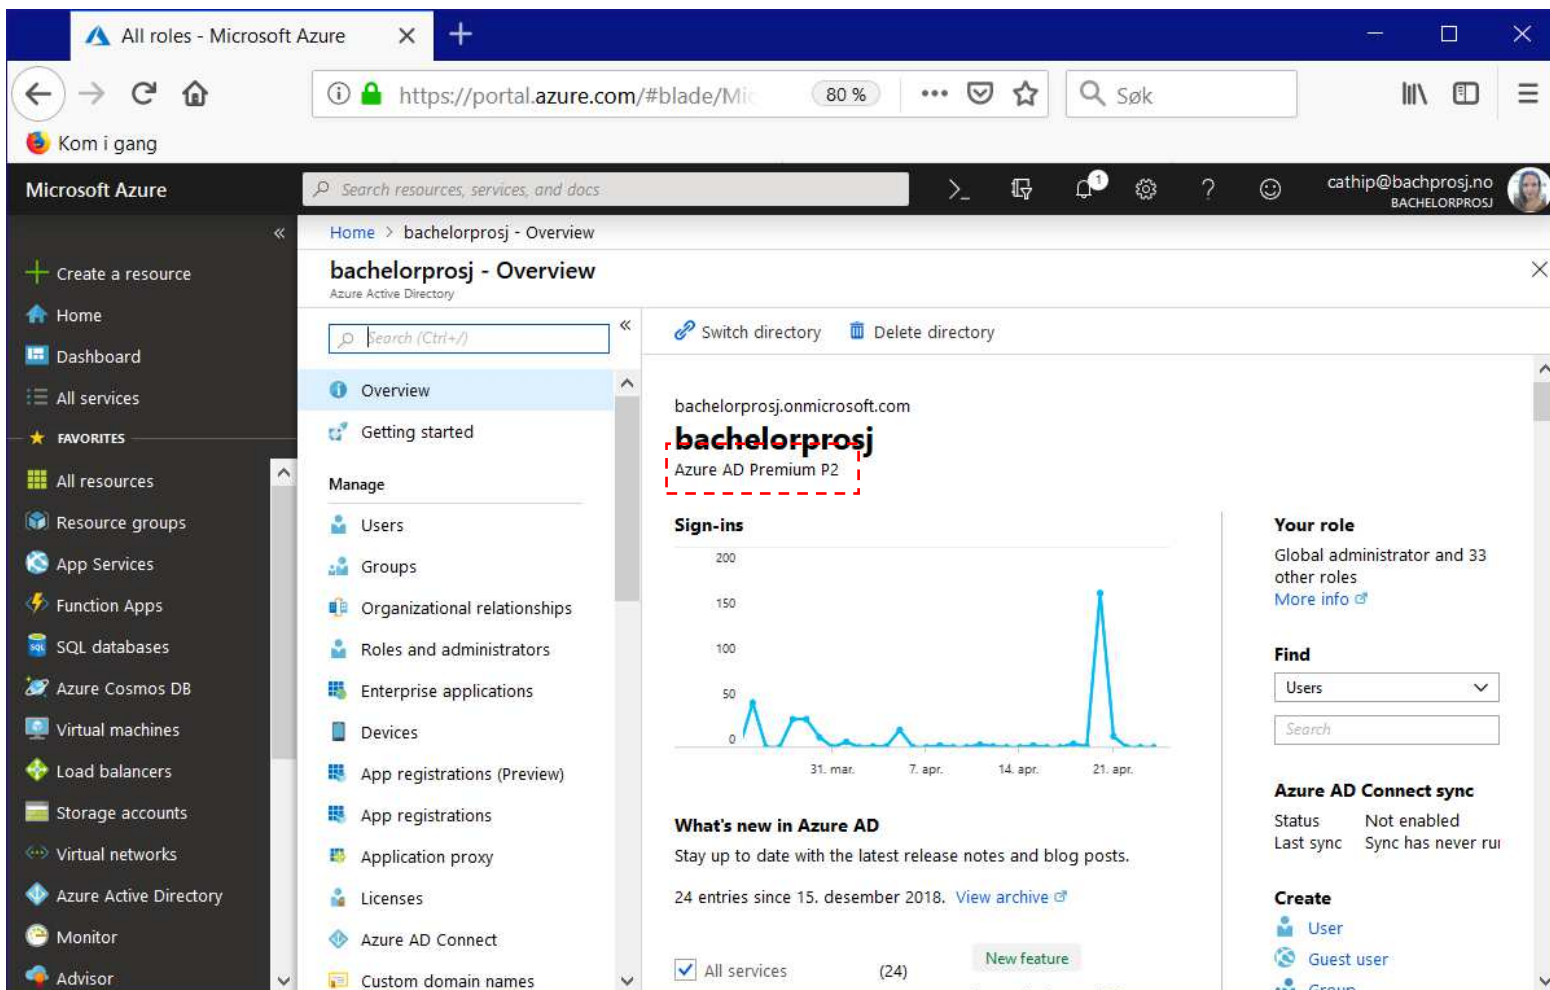 All roles - Microsoft Azure
https://portal.azure.com/#blade/Mic
80 %
Søk
Kom i gang
Microsoft Azure
Search resources, services, and docs
1
cathip@bachprosj.no
BACHELORPROSJ
Home > bachelorprosj - Overview
bachelorprosj - Overview
Azure Active Directory
Create a resource
Home
Dashboard
All services
FAVORITES
All resources
Resource groups
App Services
Function Apps
SQL databases
Azure Cosmos DB
Virtual machines
Load balancers
Storage accounts
Virtual networks
Azure Active Directory
Monitor
Advisor
Search (Ctrl+/)
Overview
Getting started
Manage
Users
Groups
Organizational relationships
Roles and administrators
Enterprise applications
Devices
App registrations (Preview)
App registrations
Application proxy
Licenses
Azure AD Connect
Custom domain names
Switch directory
Delete directory
bachelorprosj.onmicrosoft.com
bachelorprosj
Azure AD Premium P2
Sign-ins
200
150
100
50
0
31. mar.
7. apr.
14. apr.
21. apr.
What's new in Azure AD
Stay up to date with the latest release notes and blog posts.
24 entries since 15. desember 2018. View archive
All services (24)
New feature
Your role
Global administrator and 33
other roles
More info
Find
Users
Search
Azure AD Connect sync
Status Not enabled
Last sync Sync has never ru
Create
User
Guest user
Group